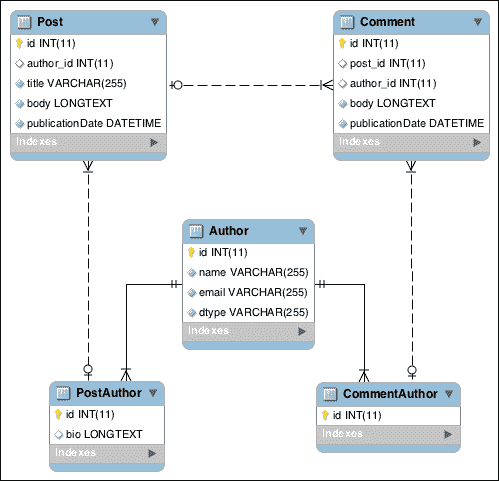 Post
id INT(11)
author_id INT(11)
title VARCHAR(255)
body LONGTEXT
publicationDate DATETIME
Indexes
Comment
id INT(11)
post_id INT(11)
author_id INT(11)
body LONGTEXT
publicationDate DATETIME
Indexes
Author
id INT(11)
name VARCHAR(255)
email VARCHAR(255)
dtype VARCHAR(255)
Indexes
PostAuthor
id INT(11)
bio LONGTEXT
Indexes
CommentAuthor
id INT(11)
Indexes